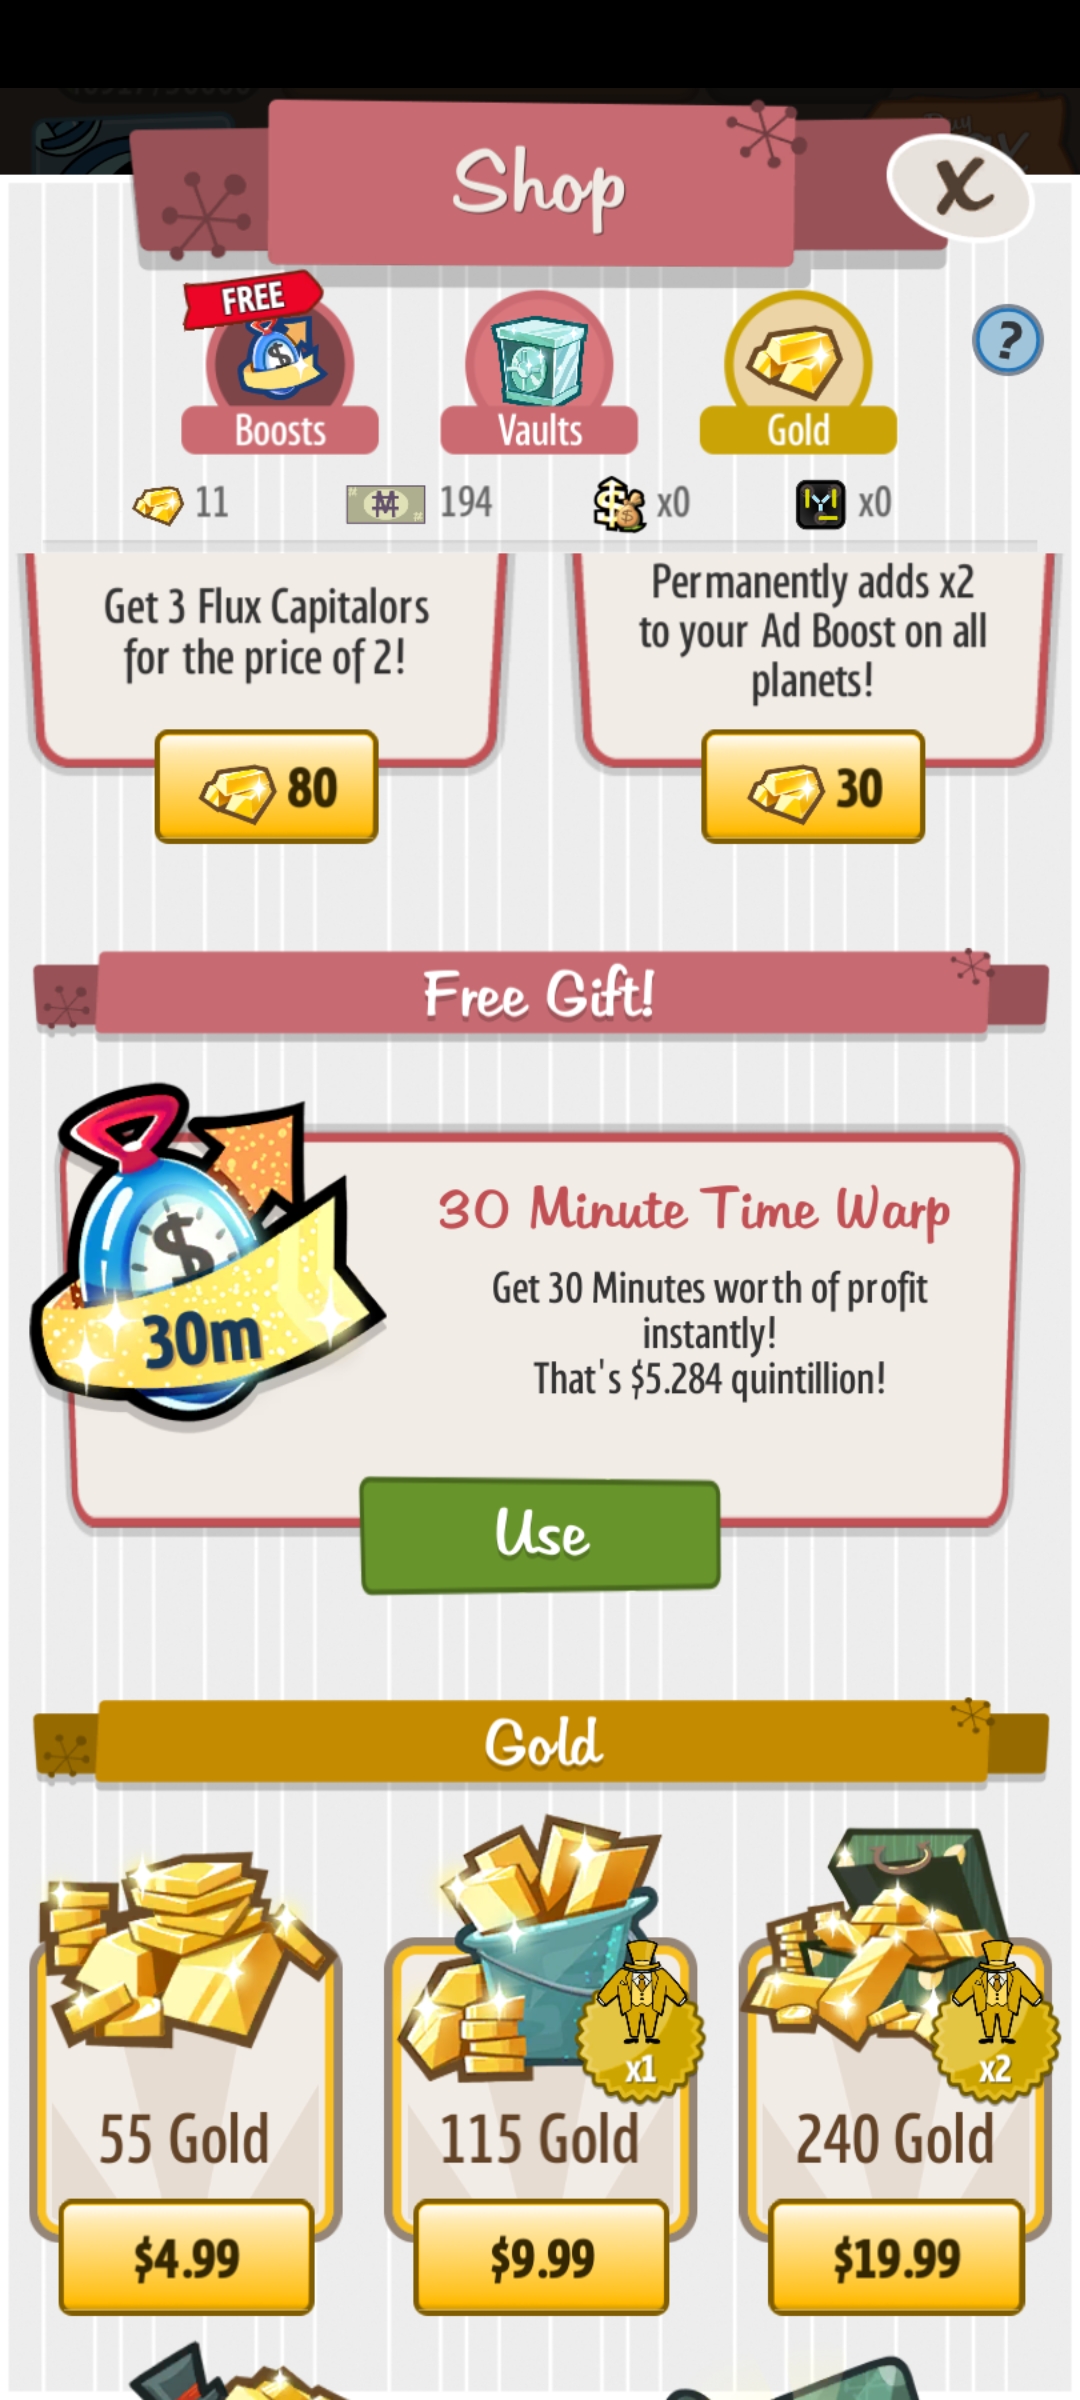 Shop
X
FREE
Boosts
Vaults
Gold
?
11
194
x0
x0
Get 3 Flux Capitalors
for the price of 2!
80
Permanently adds x2
to your Ad Boost on all
planets!
30
Free Gift!
30m
30 Minute Time Warp
Get 30 Minutes worth of profit
instantly!
That's $5.284 quintillion!
Use
Gold
55 Gold
$4.99
x1
115 Gold
$9.99
x2
240 Gold
$19.99